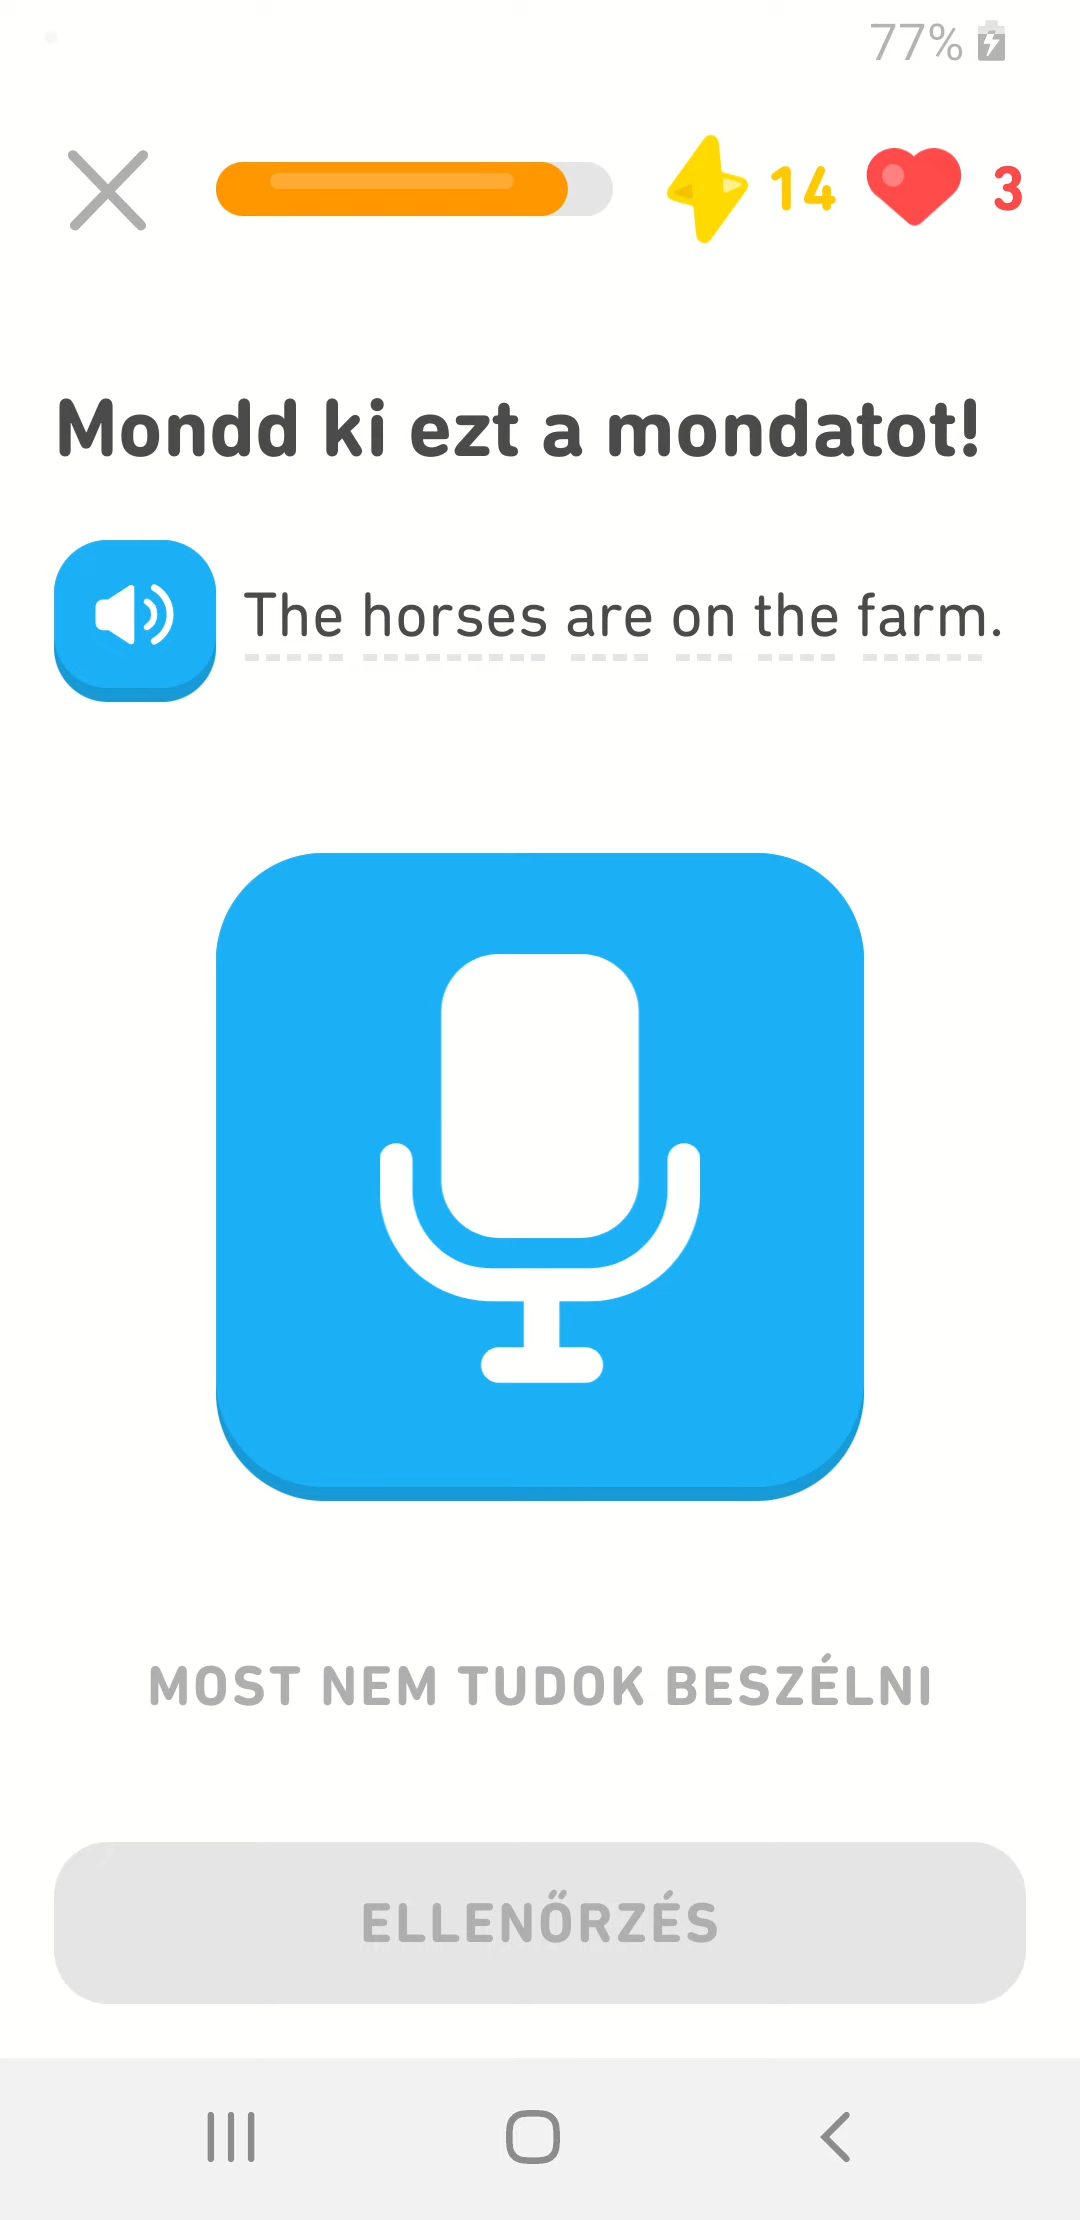 77%
14
3
Mondd ki ezt a mondatot!
The horses are on the farm.
MOST NEM TUDOK BESZÉLNI
ELLENŐRZÉS